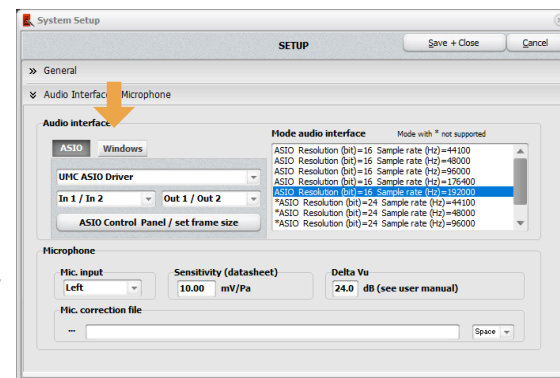 System Setup
SETUP
Save + Close
Cancel
» General
Audio Interface Microphone
Audio interface
Mode audio interface
Mode with * not supported
ASIO
Windows
UMC ASIO Driver
In 1 / In 2
Out 1 / Out 2
ASIO Control Panel / set frame size
ASIO Resolution (bit)=16 Sample rate (Hz)=44100
ASIO Resolution (bit)=16 Sample rate (Hz)=48000
ASIO Resolution (bit)=16 Sample rate (Hz)=96000
ASIO Resolution (bit)=16 Sample rate (Hz)=176400
ASIO Resolution (bit)=16 Sample rate (Hz)=192000
*ASIO Resolution (bit)=24 Sample rate (Hz)=44100
*ASIO Resolution (bit)=24 Sample rate (Hz)=48000
*ASIO Resolution (bit)=24 Sample rate (Hz)=96000
Microphone
Mic. input
Left
Sensitivity (datasheet)
10.00 mV/Pa
Delta Vu
24.0 dB (see user manual)
Mic. correction file
...
Space